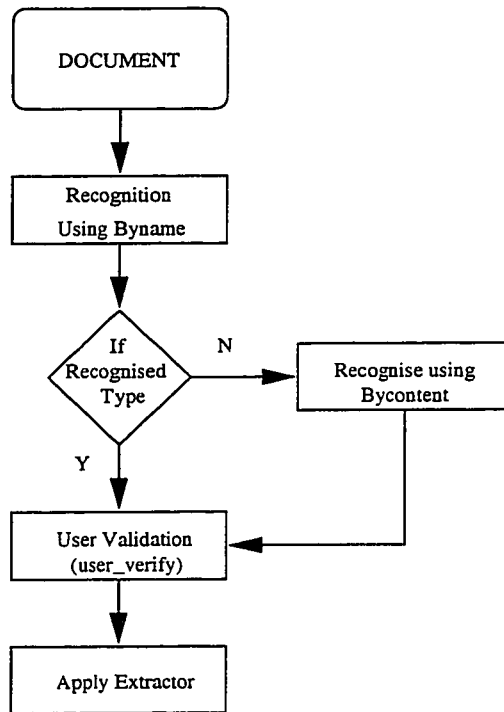 DOCUMENT
Recognition
Using Byname
If
Recognised
Type
N
Recognise using
Bycontent
Y
User Validation
(user_verify)
Apply Extractor